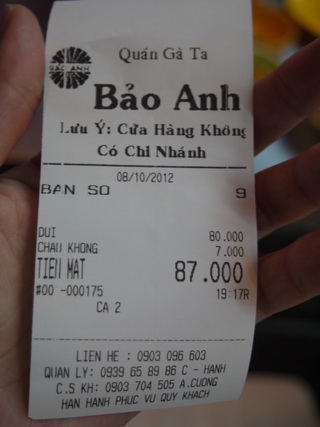 BẢO ANH
Quán Gà Ta
Bảo Anh
Lưu Ý: Cửa Hàng Không
Có Chi Nhánh
08/10/2012
BAN SO 9
DUI 80.000
CHAO KHONG 7.000
TIEN MAT 87.000
#00 -000175 19:17R
CA 2
LIEN HE : 0903 096 603
QUAN LY: 0939 65 89 86 C - HANH
C.S KH: 0903 704 505 A.CUONG
HAN HANH PHUC VU QUY KHACH